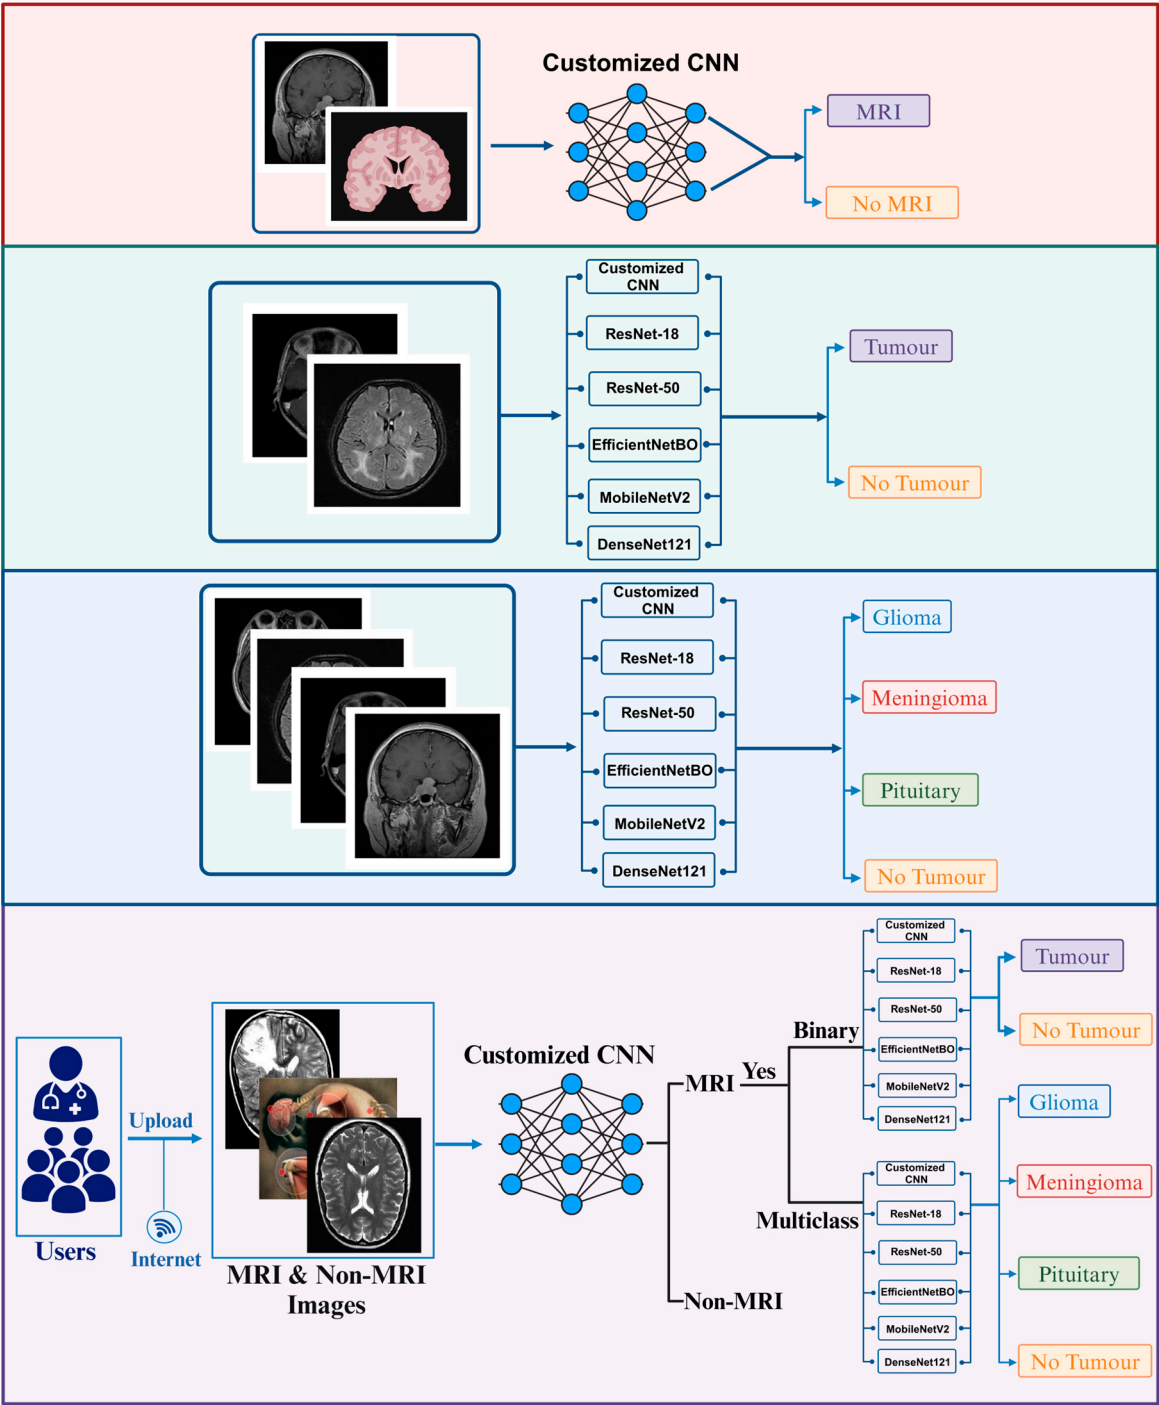 Customized CNN
MRI
No MRI
Customized
CNN
ResNet-18
ResNet-50
EfficientNetBO
MobileNetV2
DenseNet121
Tumour
No Tumour
Customized
CNN
ResNet-18
ResNet-50
EfficientNetBO
MobileNetV2
DenseNet121
Glioma
Meningioma
Pituitary
No Tumour
Users
Upload
Internet
MRI & Non-MRI
Images
Customized CNN
MRI
Yes
Non-MRI
Binary
Customized
CNN
ResNet-18
ResNet-50
EfficientNetBO
MobileNetV2
DenseNet121
Tumour
No Tumour
Multiclass
Customized
CNN
ResNet-18
ResNet-50
EfficientNetBO
MobileNetV2
DenseNet121
Glioma
Meningioma
Pituitary
No Tumour